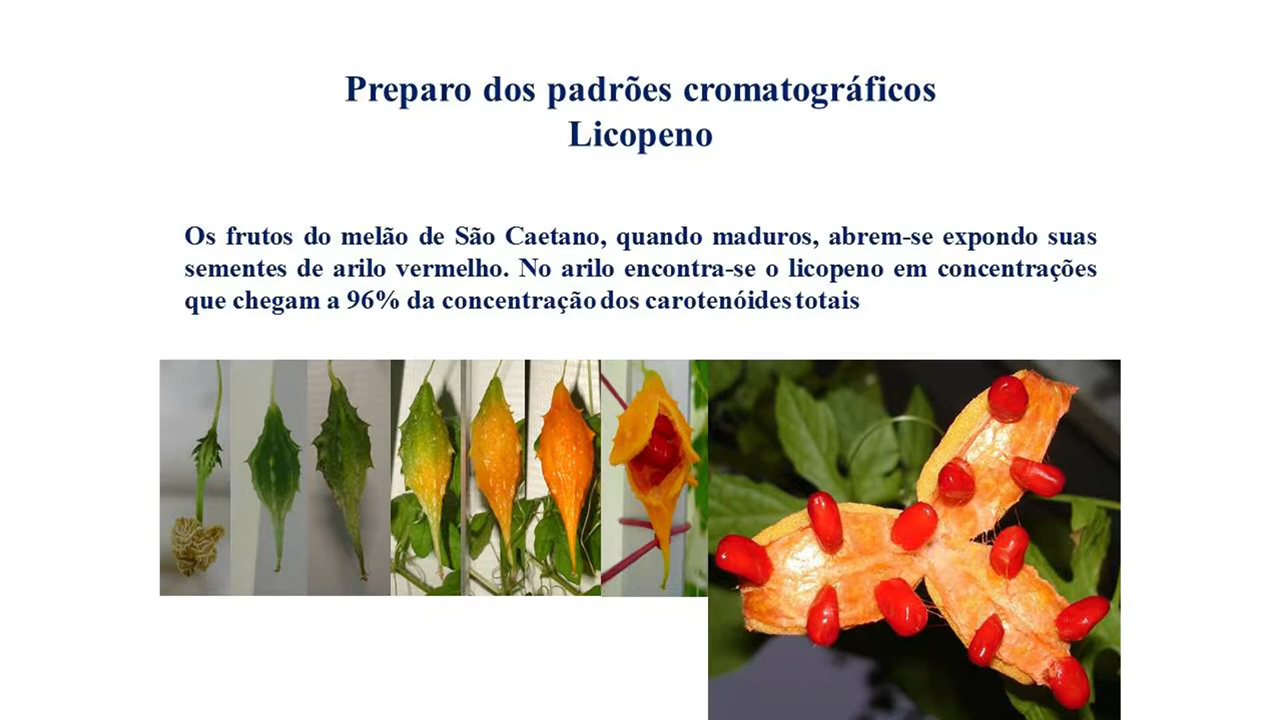 Preparo dos padrões cromatográficos
Licopeno
Os frutos do melão de São Caetano, quando maduros, abrem-se expondo suas
sementes de arilo vermelho. No arilo encontra-se o licopeno em concentrações
que chegam a 96% da concentração dos carotenóides totais